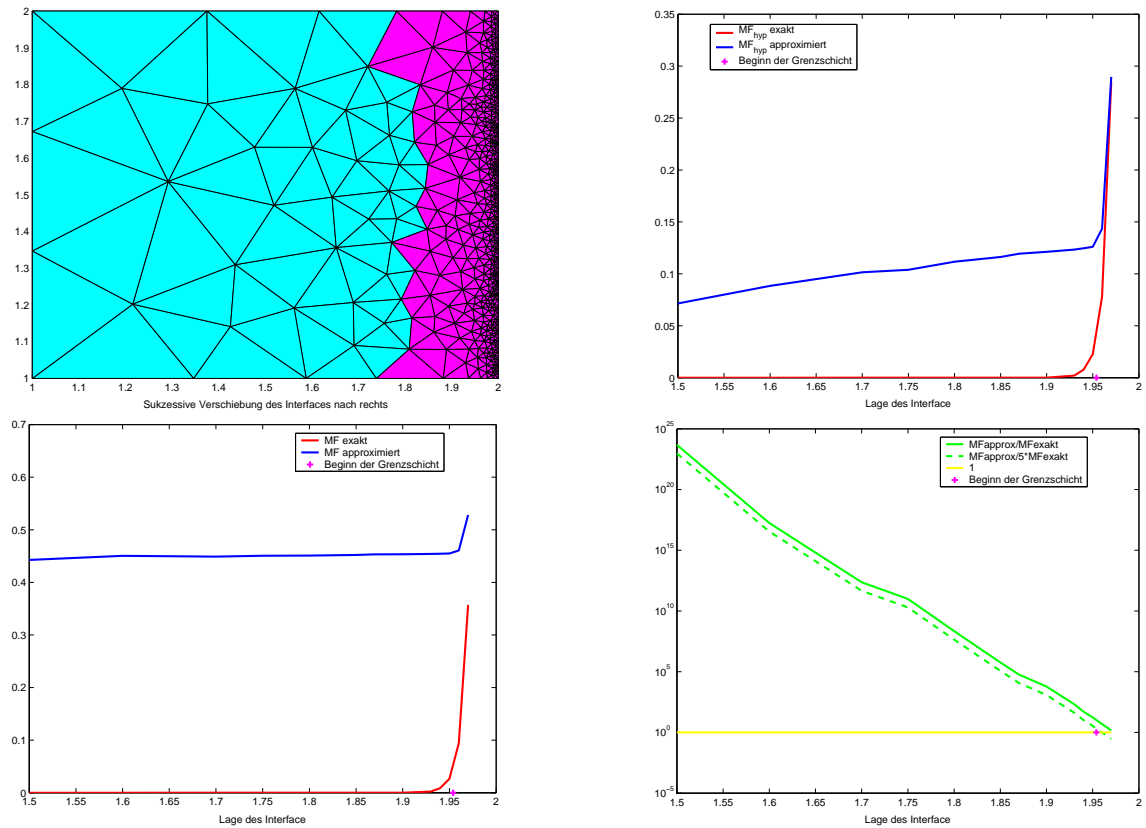 2
1.9
1.8
1.7
1.6
1.5
1.4
1.3
1.2
1.1
1
1 1.1 1.2 1.3 1.4 1.5 1.6 1.7 1.8 1.9 2
Sukzessive Verschiebung des Interfaces nach rechts
0.35
0.3
0.25
0.2
0.15
0.1
0.05
0
MF_hyp exakt
MF_hyp approximiert
Beginn der Grenzschicht
1.5 1.55 1.6 1.65 1.7 1.75 1.8 1.85 1.9 1.95 2
Lage des Interface
0.7
0.6
0.5
0.4
0.3
0.2
0.1
0
MF exakt
MF approximiert
Beginn der Grenzschicht
1.5 1.55 1.6 1.65 1.7 1.75 1.8 1.85 1.9 1.95 2
Lage des Interface
10^25
10^20
10^15
10^10
10^5
10^0
10^−5
MFapprox/MFexakt
MFapprox/5*MFexakt
1
Beginn der Grenzschicht
1.5 1.55 1.6 1.65 1.7 1.75 1.8 1.85 1.9 1.95 2
Lage des Interface